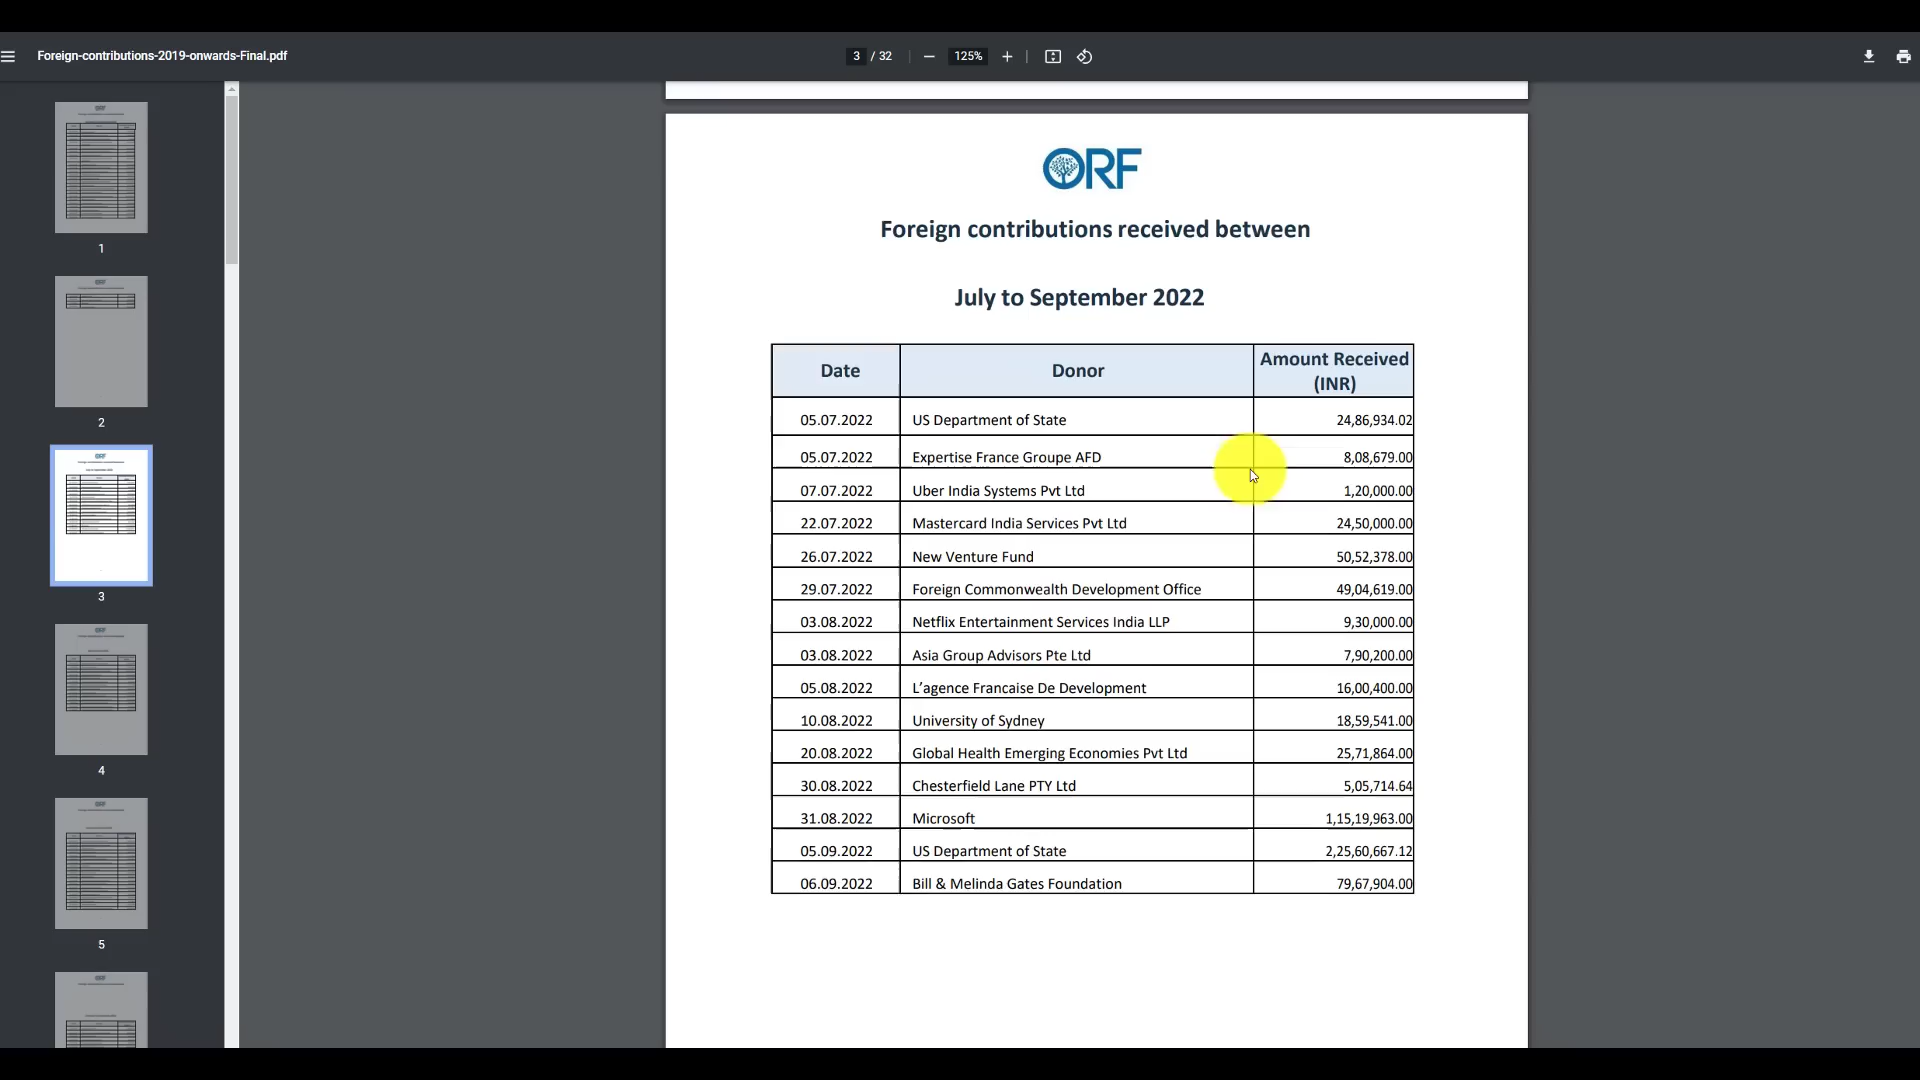 Foreign-contributions-2019-onwards-Final.pdf
3 / 32
125%
1
2
3
4
5
ORF
Foreign contributions received between
July to September 2022
Date Donor Amount Received (INR)
05.07.2022 US Department of State 24,86,934.02
05.07.2022 Expertise France Groupe AFD 8,08,679.00
07.07.2022 Uber India Systems Pvt Ltd 1,20,000.00
22.07.2022 Mastercard India Services Pvt Ltd 24,50,000.00
26.07.2022 New Venture Fund 50,52,378.00
29.07.2022 Foreign Commonwealth Development Office 49,04,619.00
03.08.2022 Netflix Entertainment Services India LLP 9,30,000.00
03.08.2022 Asia Group Advisors Pte Ltd 7,90,200.00
05.08.2022 L’agence Francaise De Development 16,00,400.00
10.08.2022 University of Sydney 18,59,541.00
20.08.2022 Global Health Emerging Economies Pvt Ltd 25,71,864.00
30.08.2022 Chesterfield Lane PTY Ltd 5,05,714.64
31.08.2022 Microsoft 1,15,19,963.00
05.09.2022 US Department of State 2,25,60,667.12
06.09.2022 Bill & Melinda Gates Foundation 79,67,904.00